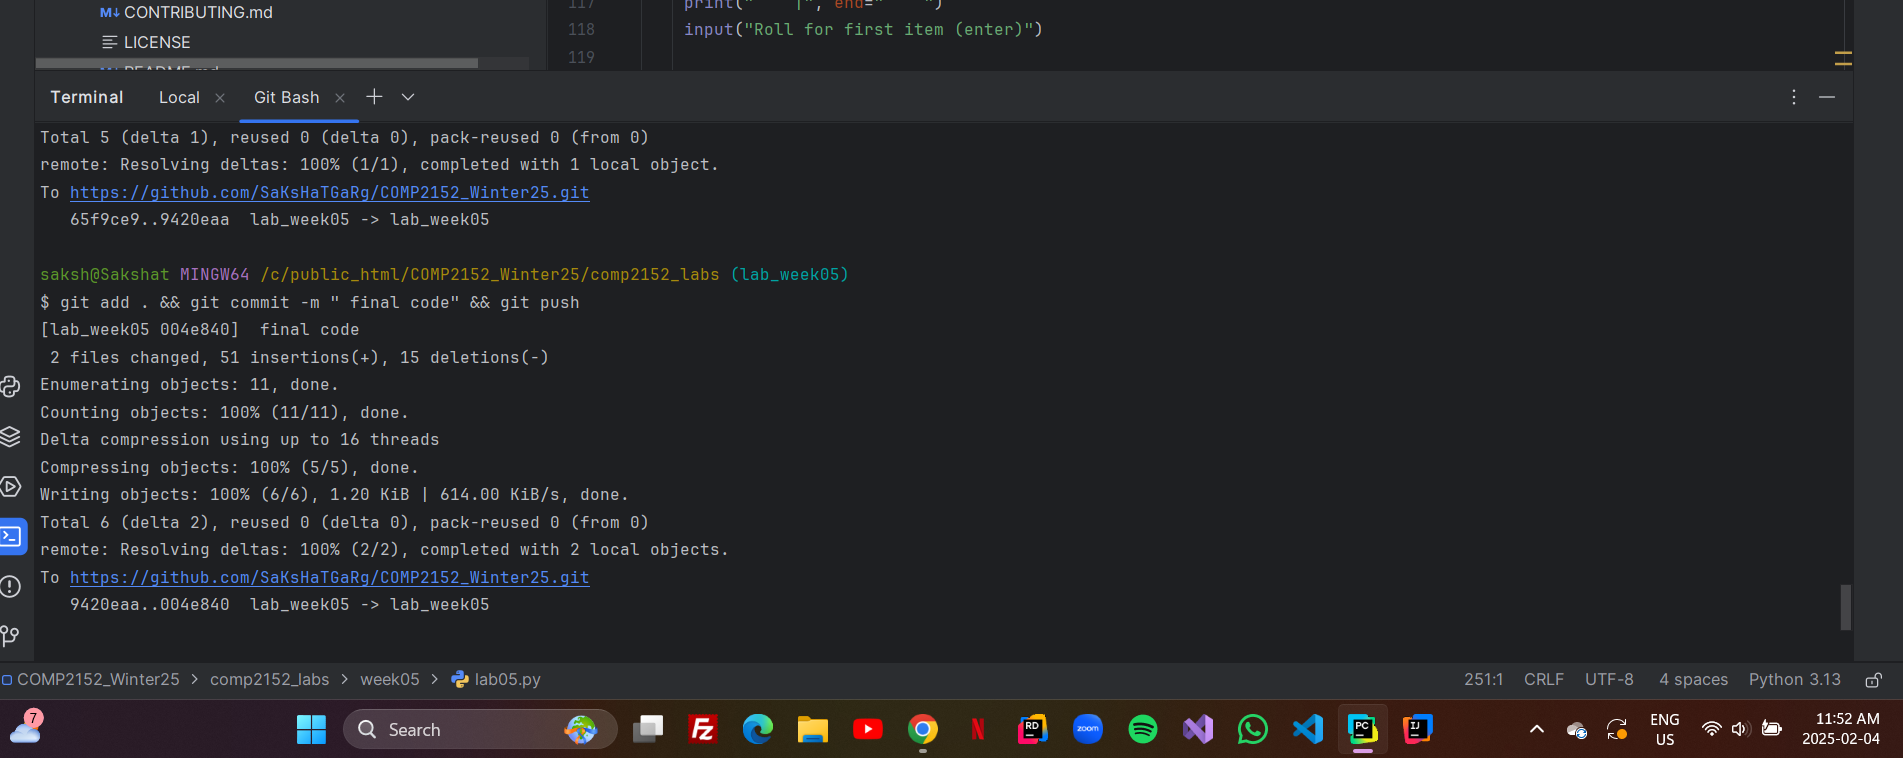 CONTRIBUTING.md
LICENSE
README.md
117 print(" |", end=" ")
118 input("Roll for first item (enter)")
119
Terminal Local Git Bash
Total 5 (delta 1), reused 0 (delta 0), pack-reused 0 (from 0)
remote: Resolving deltas: 100% (1/1), completed with 1 local object.
To https://github.com/SaKsHaTGaRg/COMP2152_Winter25.git
65f9ce9..9420eaa lab_week05 -> lab_week05
saksh@Sakshat MINGW64 /c/public_html/COMP2152_Winter25/comp2152_labs (lab_week05)
$ git add . && git commit -m " final code" && git push
[lab_week05 004e840] final code
2 files changed, 51 insertions(+), 15 deletions(-)
Enumerating objects: 11, done.
Counting objects: 100% (11/11), done.
Delta compression using up to 16 threads
Compressing objects: 100% (5/5), done.
Writing objects: 100% (6/6), 1.20 KiB | 614.00 KiB/s, done.
Total 6 (delta 2), reused 0 (delta 0), pack-reused 0 (from 0)
remote: Resolving deltas: 100% (2/2), completed with 2 local objects.
To https://github.com/SaKsHaTGaRg/COMP2152_Winter25.git
9420eaa..004e840 lab_week05 -> lab_week05
COMP2152_Winter25 > comp2152_labs > week05 > lab05.py 251:1 CRLF UTF-8 4 spaces Python 3.13
7
Search
RD
zoom
PC
IJ
ENG
US
11:52 AM
2025-02-04